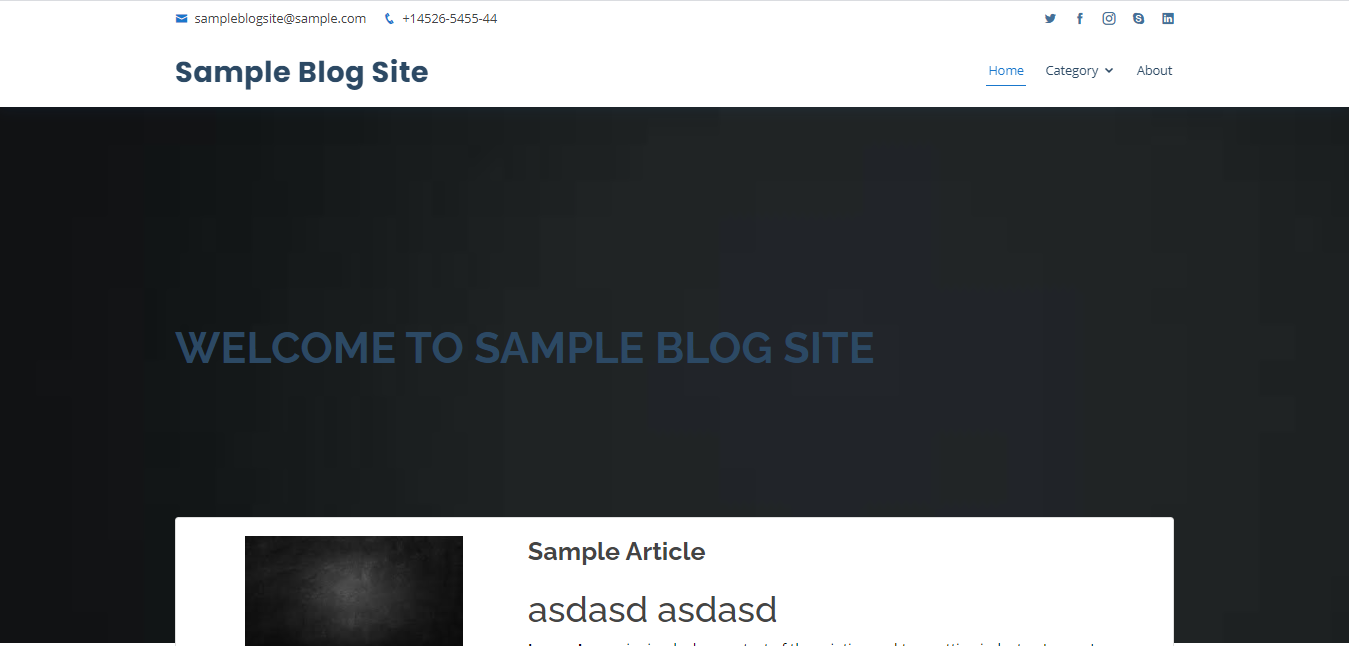 sampleblogsite@sample.com +14526-5455-44
Sample Blog Site
Home Category About
WELCOME TO SAMPLE BLOG SITE
Sample Article
asdasd asdasd